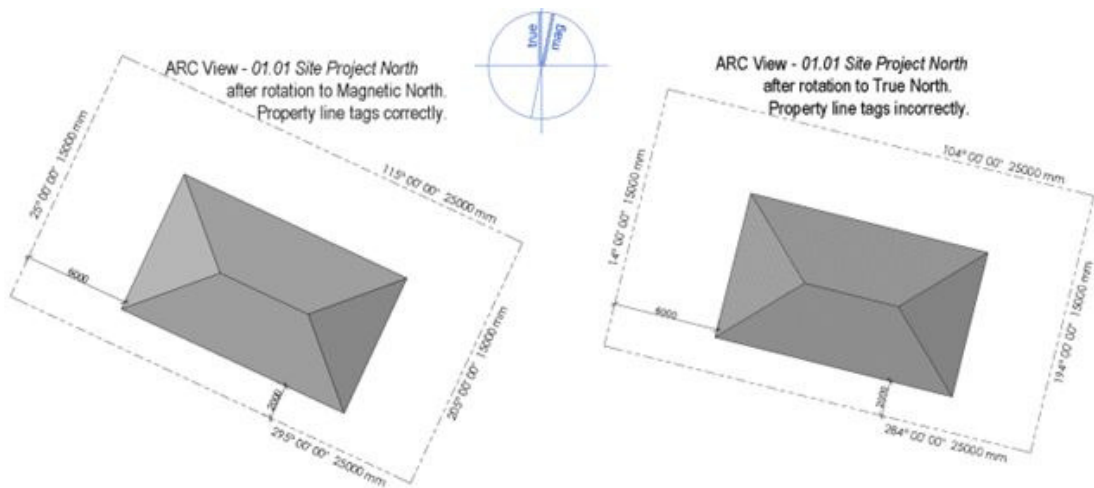 true
mag
ARC View - 01.01 Site Project North
after rotation to Magnetic North.
Property line tags correctly.
25° 00' 00" 15000 mm
115° 00' 00" 25000 mm
6000
2000
205° 00' 00" 15000 mm
295° 00' 00" 25000 mm
ARC View - 01.01 Site Project North
after rotation to True North.
Property line tags incorrectly.
14° 00' 00" 15000 mm
104° 00' 00" 25000 mm
6000
2000
194° 00' 00" 15000 mm
284° 00' 00" 25000 mm